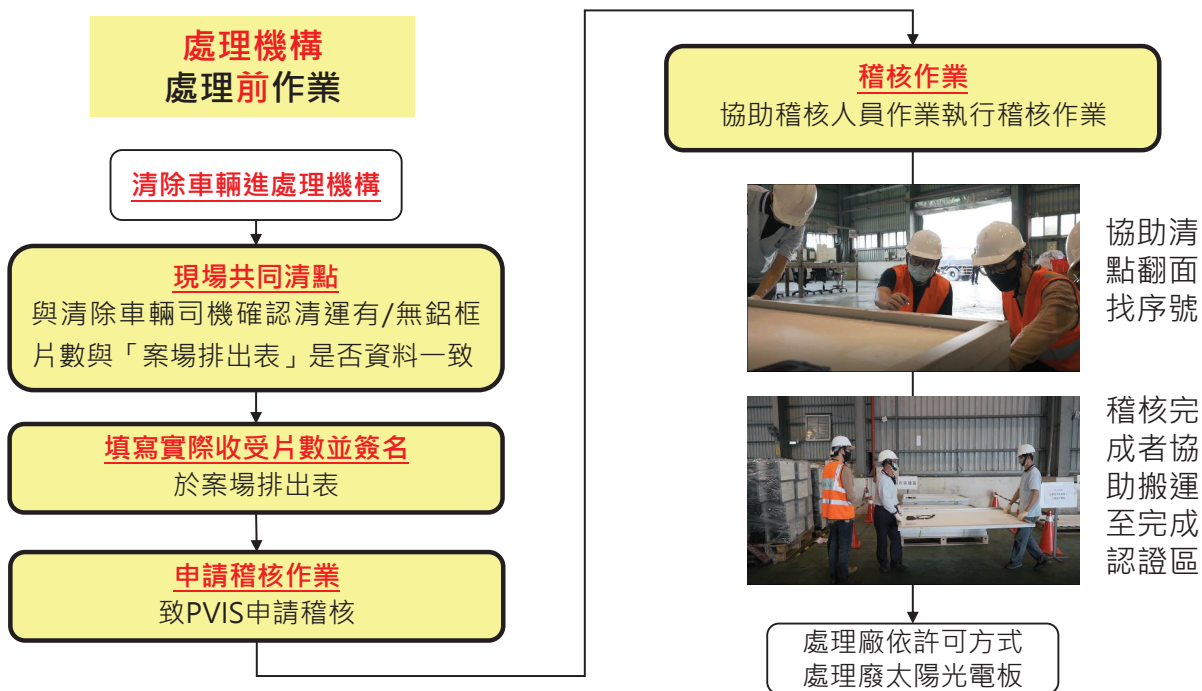 處理機構
處理前作業
清除車輛進處理機構
現場共同清點
與清除車輛司機確認清運有/無鋁框
片數與「案場排出表」是否資料一致
填寫實際收受片數並簽名
於案場排出表
申請稽核作業
致PVIS申請稽核
稽核作業
協助稽核人員作業執行稽核作業
協助清
點翻面
找序號
稽核完
成者協
助搬運
至完成
認證區
處理廠依許可方式
處理廢太陽光電板